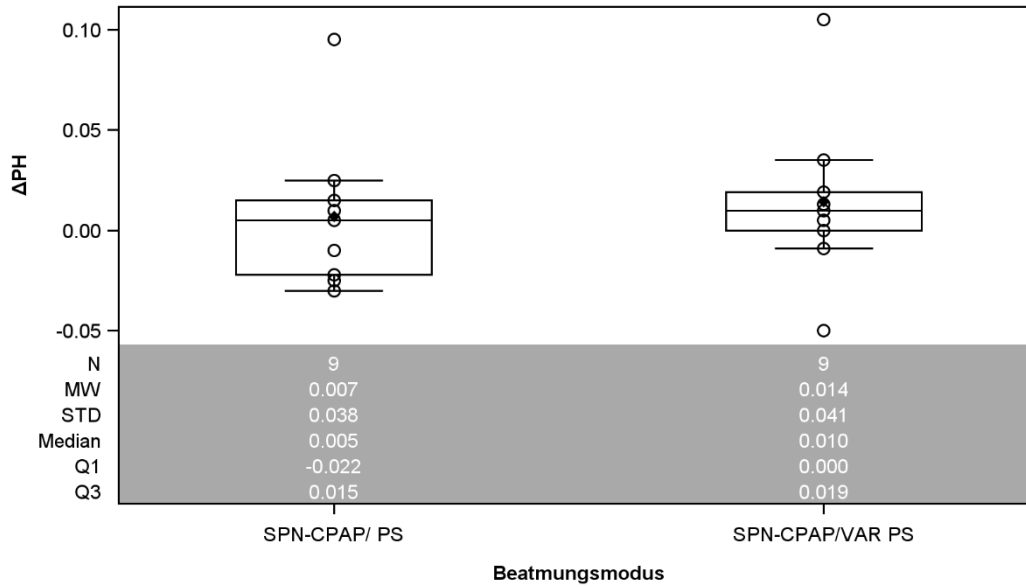 0.10
0.05
0.00
-0.05
ΔPH
N 9 9
MW 0.007 0.014
STD 0.038 0.041
Median 0.005 0.010
Q1 -0.022 0.000
Q3 0.015 0.019
SPN-CPAP/ PS SPN-CPAP/VAR PS
Beatmungsmodus